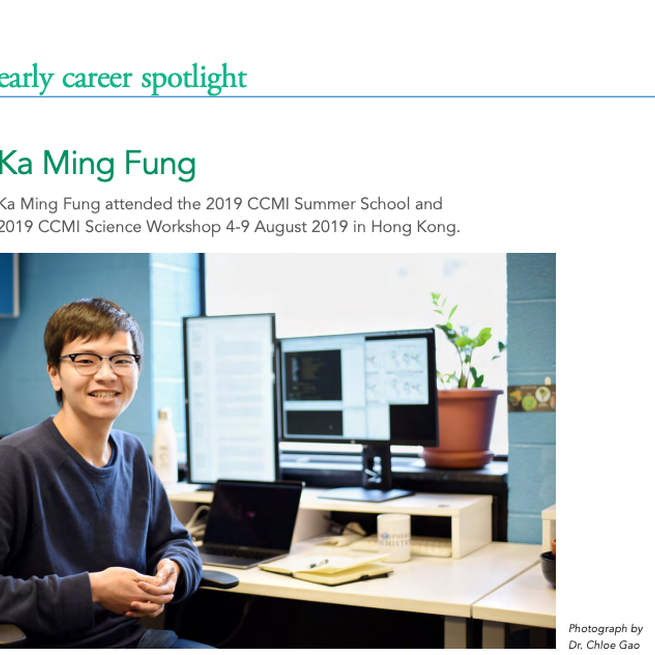 early career spotlight
Ka Ming Fung
Ka Ming Fung attended the 2019 CCMI Summer School and
2019 CCMI Science Workshop 4-9 August 2019 in Hong Kong.
Photograph by
Dr. Chloe Gao